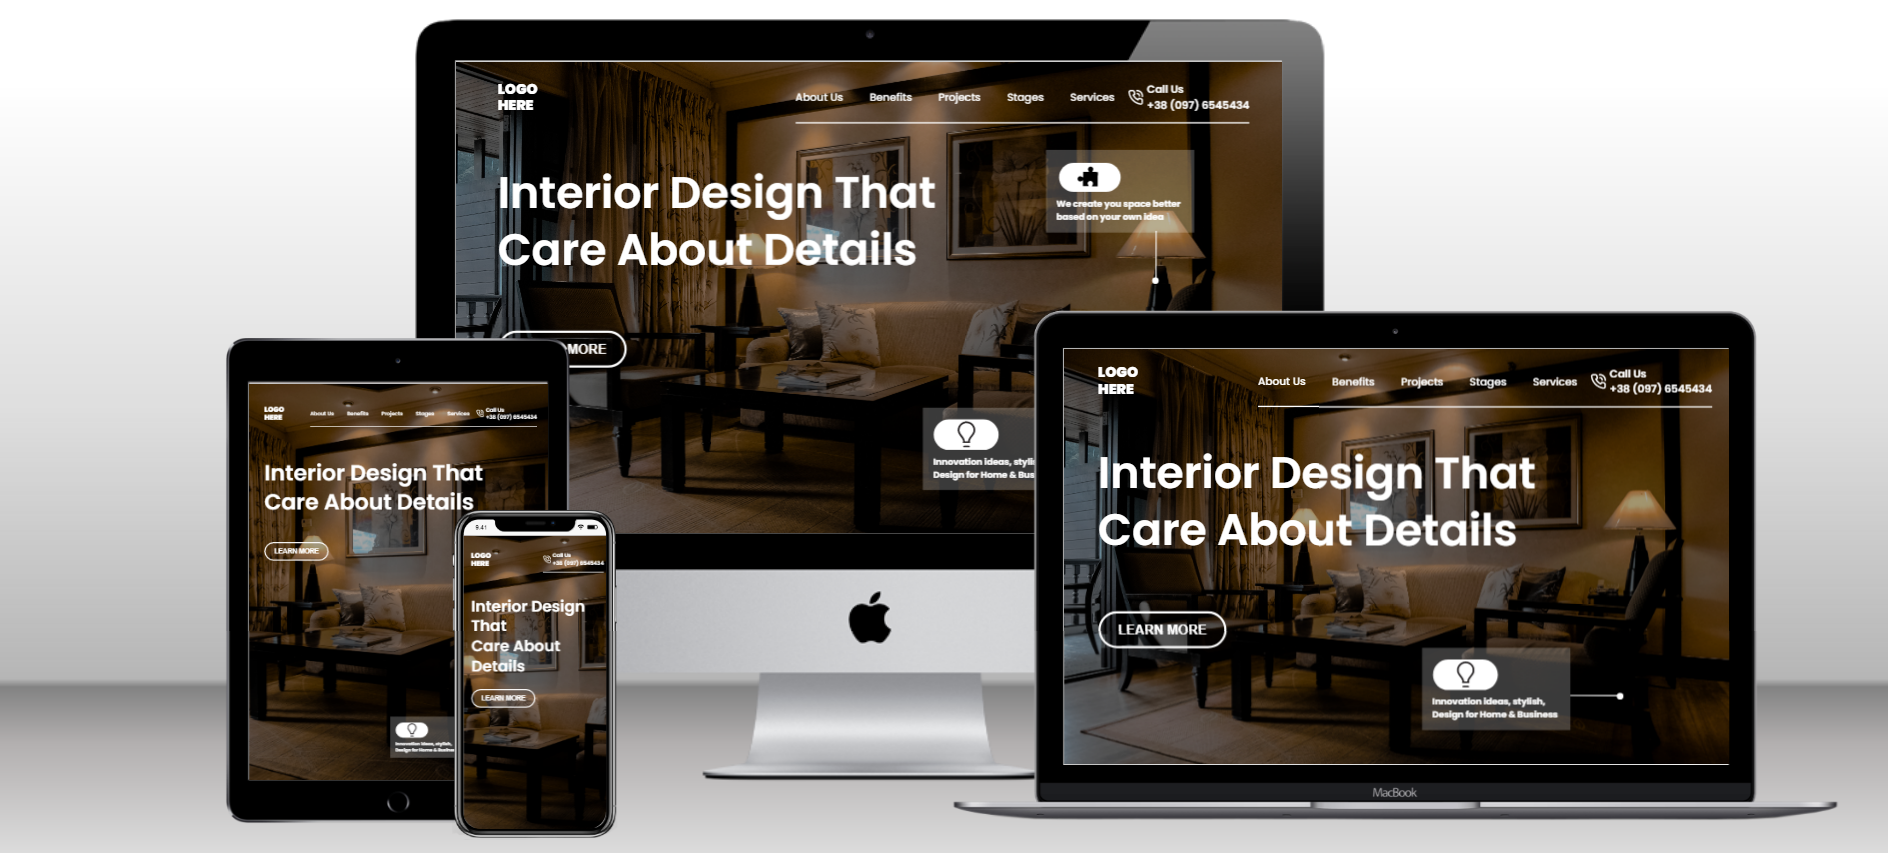 LOGO
HERE
About Us Benefits Projects Stages Services Call Us
+38 (097) 6545434
Interior Design That
Care About Details
We create you space better
based on your own idea
MORE
Innovation ideas, styli
Design for Home & Bus
LOGO
HERE
About Us Benefits Projects Stages Services Call Us
+38 (097) 6545434
Interior Design That
Care About Details
LEARN MORE
Innovation ideas, stylish,
Design for Home & Business
MacBook
LOGO
HERE
About Us Benefits Projects Stages Services Call Us
+38 (097) 6545434
Interior Design That
Care About Details
LEARN MORE
Innovation ideas, stylish,
Design for Home & Busine
9:41
LOGO
HERE
Call Us
+38 (097) 6545434
Interior Design
That
Care About
Details
LEARN MORE